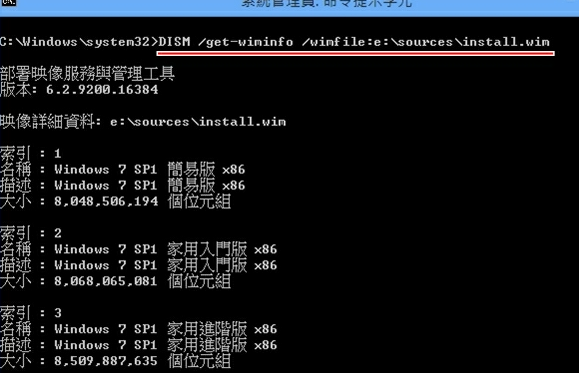 系統管理員: 命令提示字元
C:\Windows\system32>DISM /get-wiminfo /wimfile:e:\sources\install.wim
部署映像服務與管理工具
版本: 6.2.9200.16384
映像詳細資料: e:\sources\install.wim
索引 : 1
名稱 : Windows 7 SP1 簡易版 x86
描述 : Windows 7 SP1 簡易版 x86
大小 : 8,048,506,194 個位元組
索引 : 2
名稱 : Windows 7 SP1 家用入門版 x86
描述 : Windows 7 SP1 家用入門版 x86
大小 : 8,068,065,081 個位元組
索引 : 3
名稱 : Windows 7 SP1 家用進階版 x86
描述 : Windows 7 SP1 家用進階版 x86
大小 : 8,509,887,635 個位元組